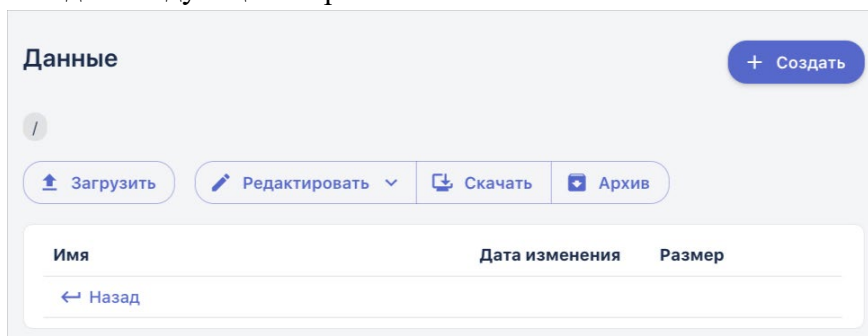 Данные
+ Создать
/
Загрузить Редактировать Скачать Архив
Имя Дата изменения Размер
Назад